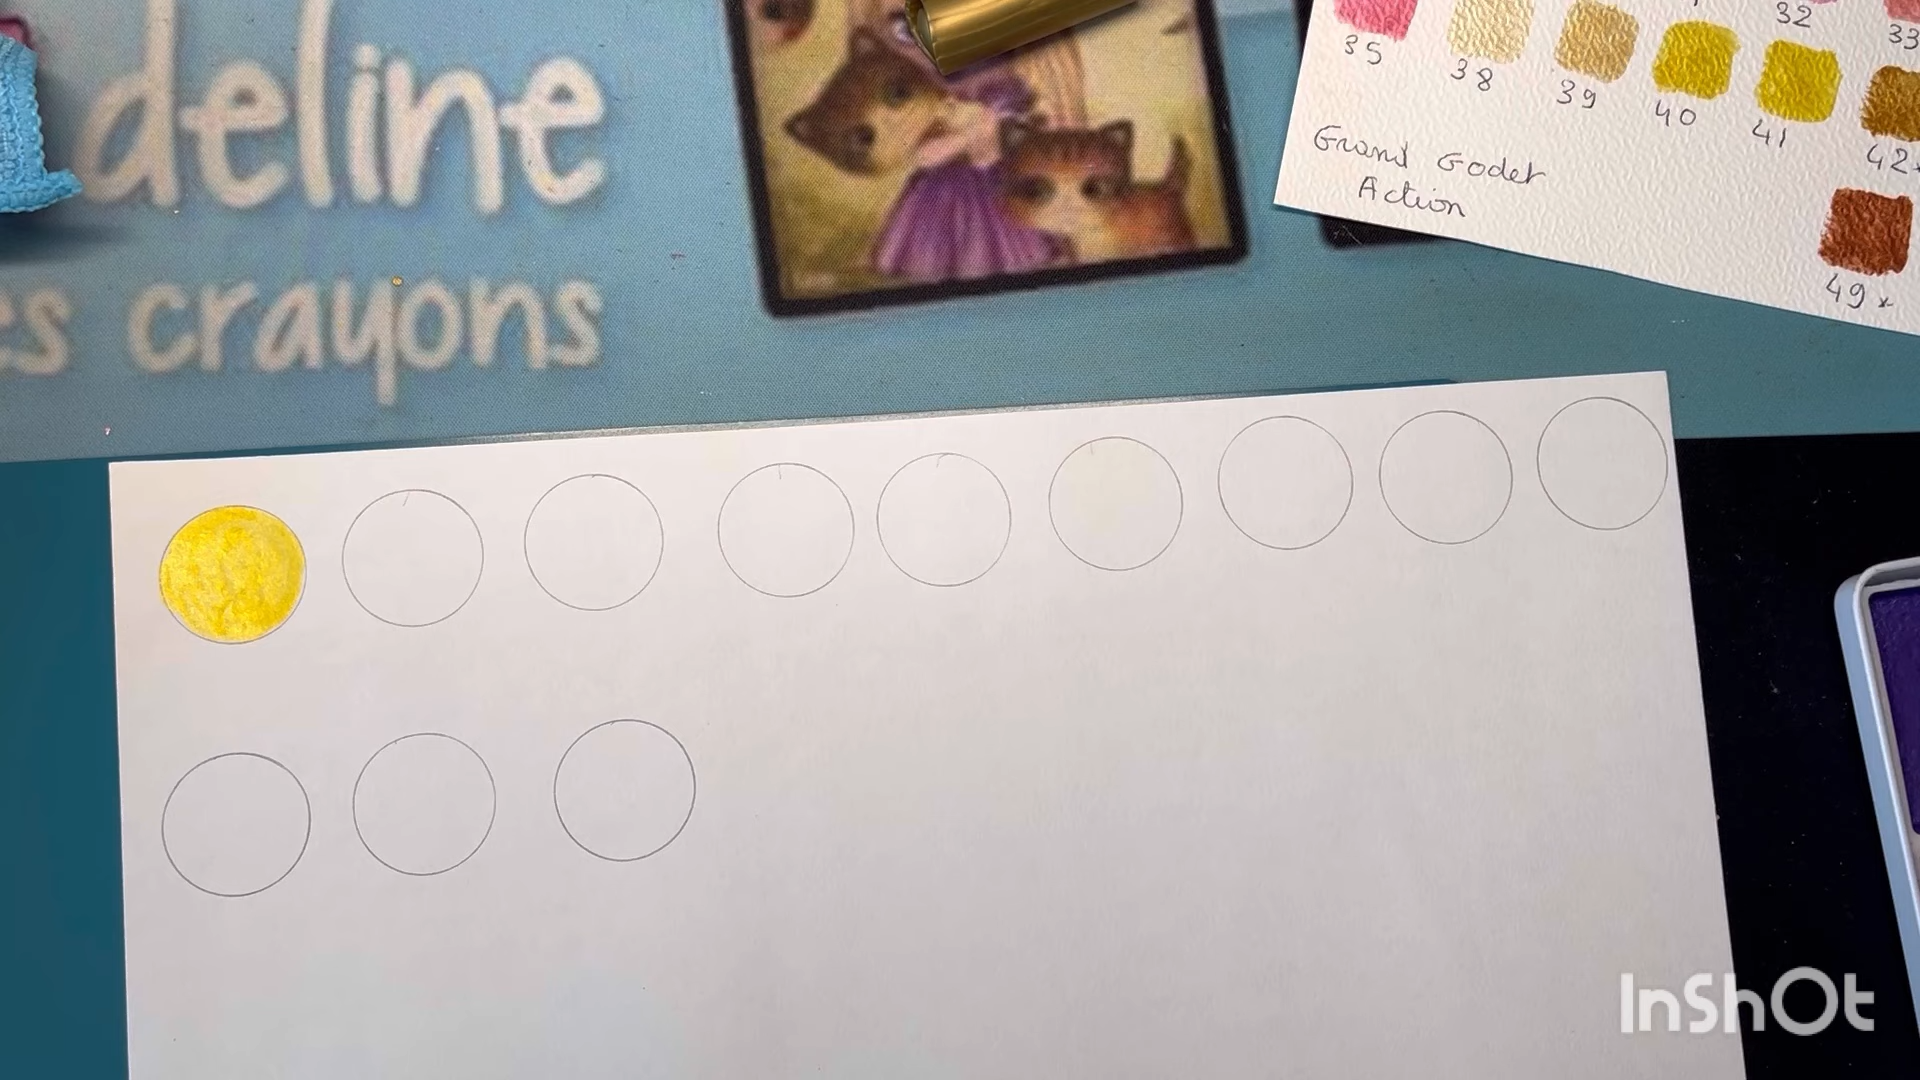 deline
es crayons
32
33
35
38
39
40
41
42
49 x
Grand Godet
Action
InShOt